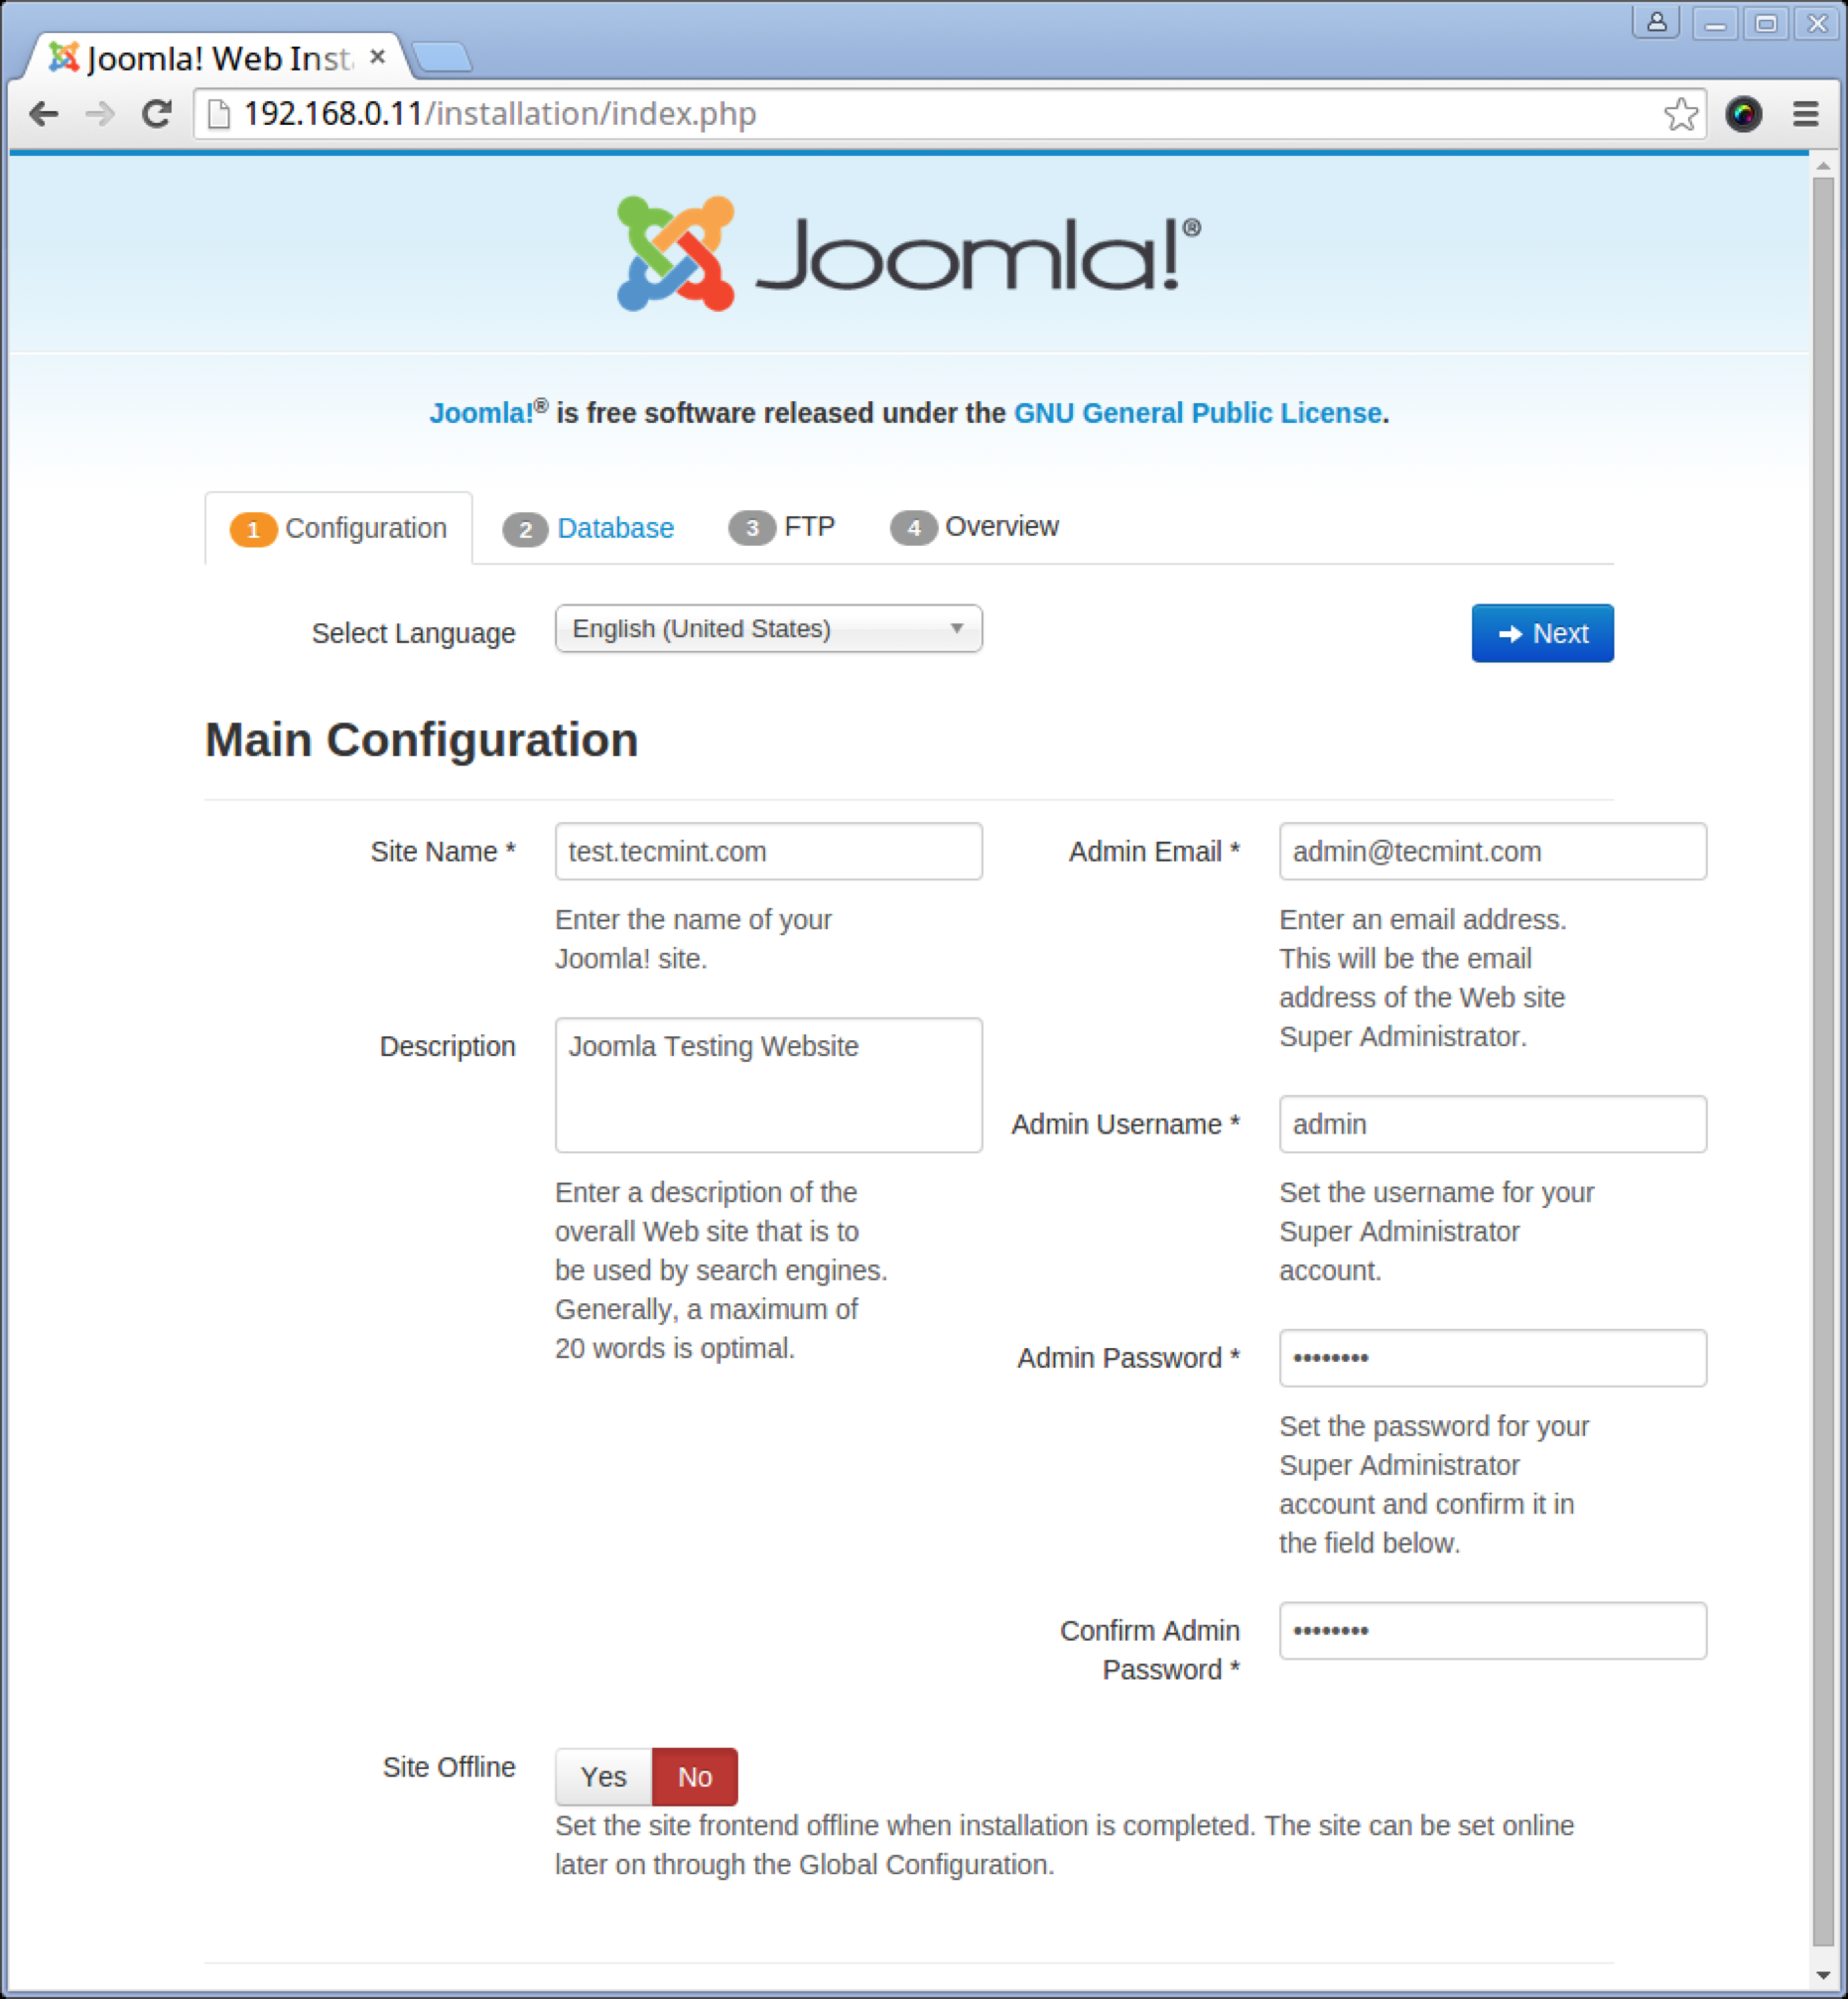 Joomla! Web Inst
192.168.0.11/installation/index.php
Joomla!®
Joomla!® is free software released under the GNU General Public License.
1 Configuration 2 Database 3 FTP 4 Overview
Select Language English (United States) Next
Main Configuration
Site Name * test.tecmint.com
Enter the name of your
Joomla! site.
Description Joomla Testing Website
Enter a description of the
overall Web site that is to
be used by search engines.
Generally, a maximum of
20 words is optimal.
Admin Email * admin@tecmint.com
Enter an email address.
This will be the email
address of the Web site
Super Administrator.
Admin Username * admin
Set the username for your
Super Administrator
account.
Admin Password * ••••••••
Set the password for your
Super Administrator
account and confirm it in
the field below.
Confirm Admin ••••••••
Password *
Site Offline Yes No
Set the site frontend offline when installation is completed. The site can be set online
later on through the Global Configuration.